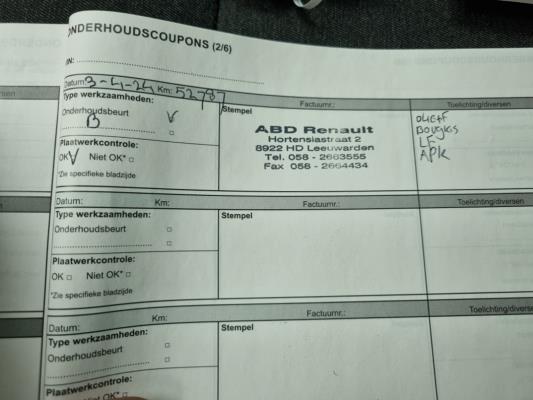 ONDERHOUDSCOUPONS (2/6)
IN:
Datum: 3-4-24 Km: 52787 Factuurnr.: Toelichting/diversen
Type werkzaamheden: Stempel
Onderhoudsbeurt V
B
ABD Renault
Hortensiastraat 2
8922 HD Leeuwarden
Tel. 058 - 2663555
Fax 058 - 2664434
olie+f
Bougies
LF
APK
Plaatwerkcontrole:
OK V Niet OK*
*Zie specifieke bladzijde
Datum: Km: Factuurnr.: Toelichting/diversen
Type werkzaamheden: Stempel
Onderhoudsbeurt
Plaatwerkcontrole:
OK Niet OK*
*Zie specifieke bladzijde
Datum: Km: Factuurnr.: Toelichting/diversen
Type werkzaamheden: Stempel
Onderhoudsbeurt
Plaatwerkcontrole:
Niet OK*